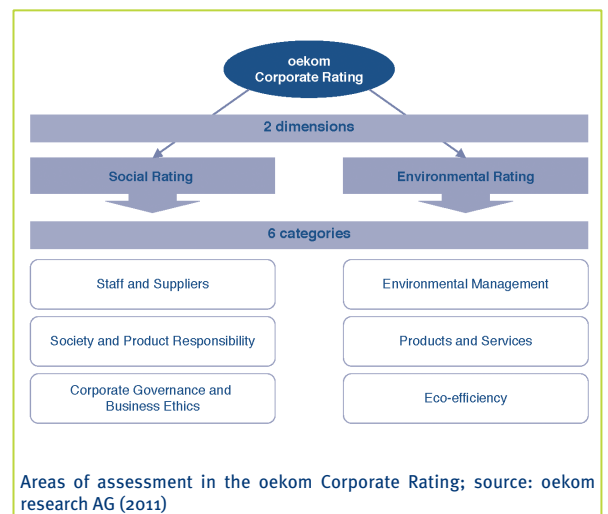 oekom
Corporate Rating
2 dimensions
Social Rating
Environmental Rating
6 categories
Staff and Suppliers
Environmental Management
Society and Product Responsibility
Products and Services
Corporate Governance and
Business Ethics
Eco-efficiency
Areas of assessment in the oekom Corporate Rating; source: oekom
research AG (2011)